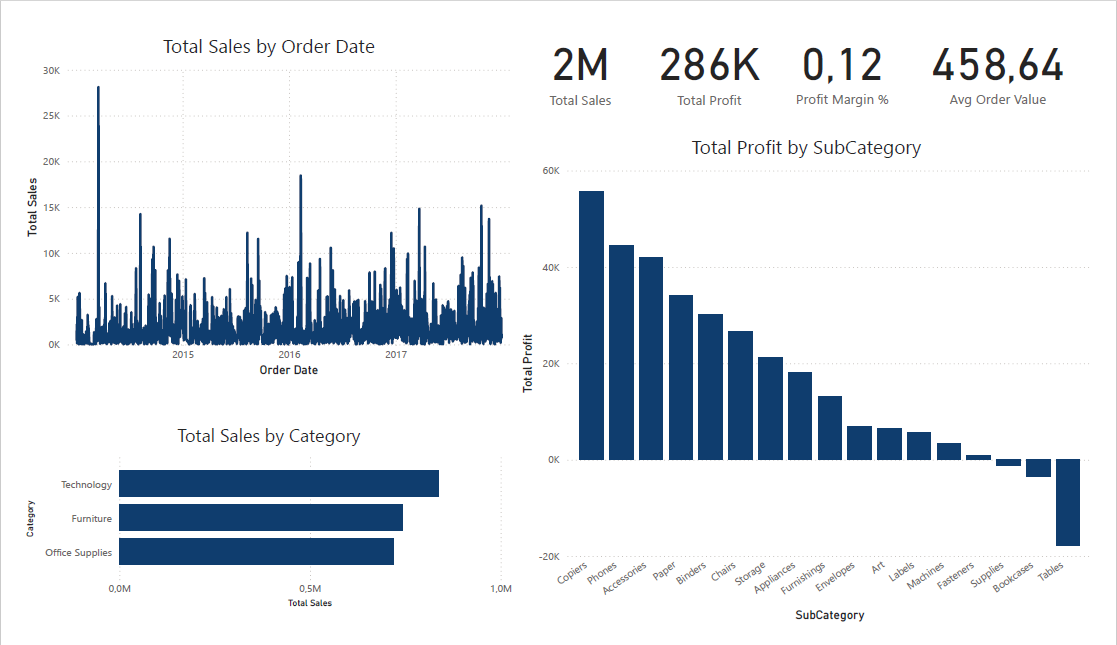 Total Sales by Order Date
30K
25K
20K
15K
10K
5K
0K
Total Sales
2015
2016
2017
Order Date
2M
Total Sales
286K
Total Profit
0,12
Profit Margin %
458,64
Avg Order Value
Total Profit by SubCategory
60K
40K
20K
0K
-20K
Total Profit
Copiers
Phones
Accessories
Paper
Binders
Chairs
Storage
Appliances
Furnishings
Envelopes
Art
Labels
Machines
Fasteners
Supplies
Bookcases
Tables
SubCategory
Total Sales by Category
Category
Technology
Furniture
Office Supplies
0,0M
0,5M
1,0M
Total Sales